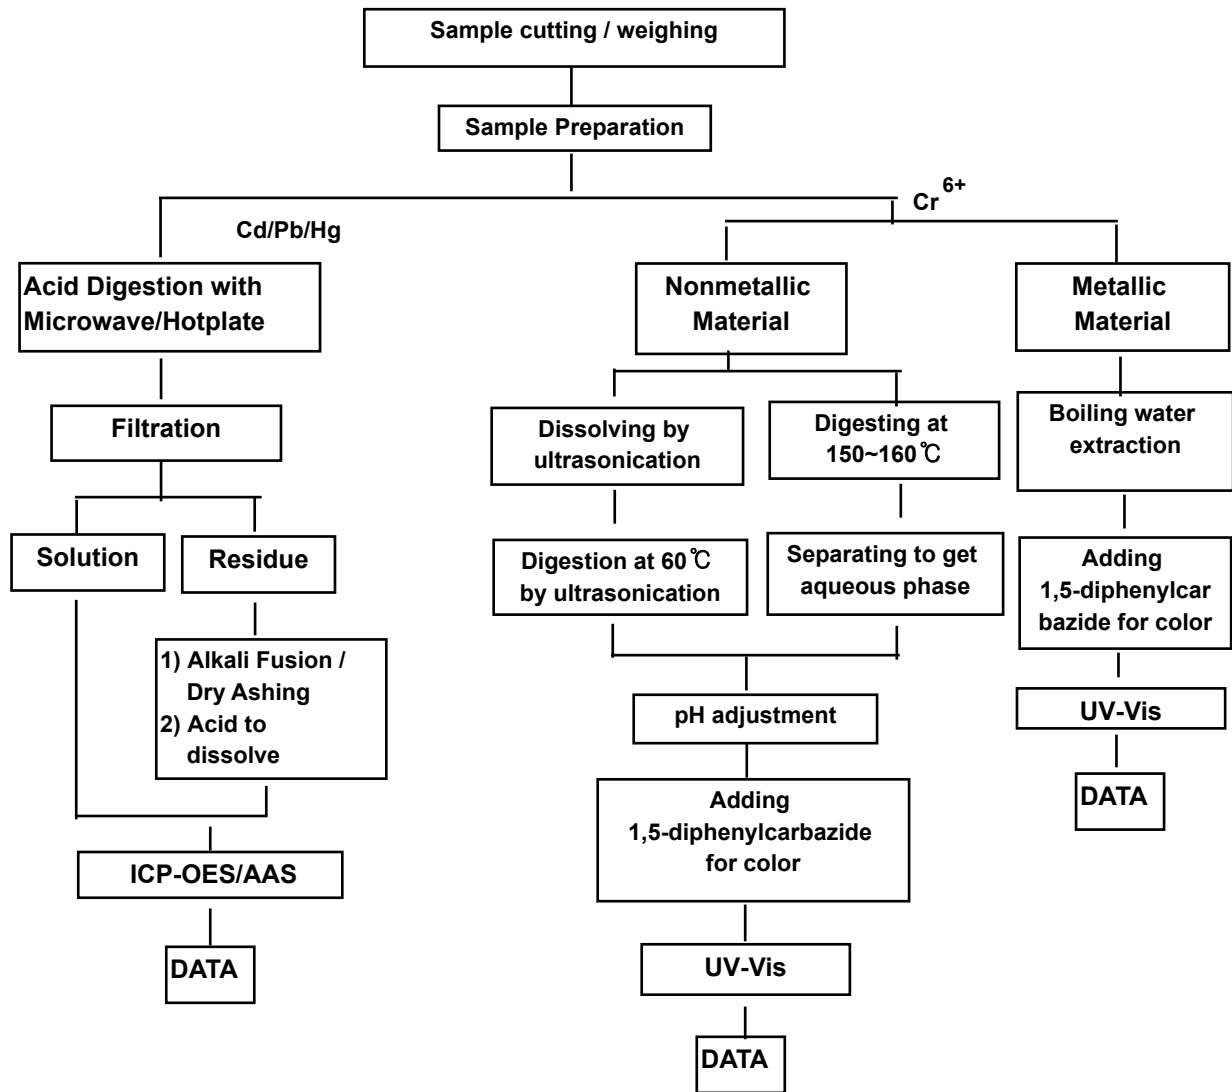 Sample cutting / weighing
Sample Preparation
Cd/Pb/Hg
Cr6+
Acid Digestion with
Microwave/Hotplate
Filtration
Solution
Residue
1) Alkali Fusion /
Dry Ashing
2) Acid to
dissolve
ICP-OES/AAS
DATA
Nonmetallic
Material
Dissolving by
ultrasonication
Digestion at 60℃
by ultrasonication
Digesting at
150~160℃
Separating to get
aqueous phase
pH adjustment
Adding
1,5-diphenylcarbazide
for color
UV-Vis
DATA
Metallic
Material
Boiling water
extraction
Adding
1,5-diphenylcar
bazide for color
UV-Vis
DATA